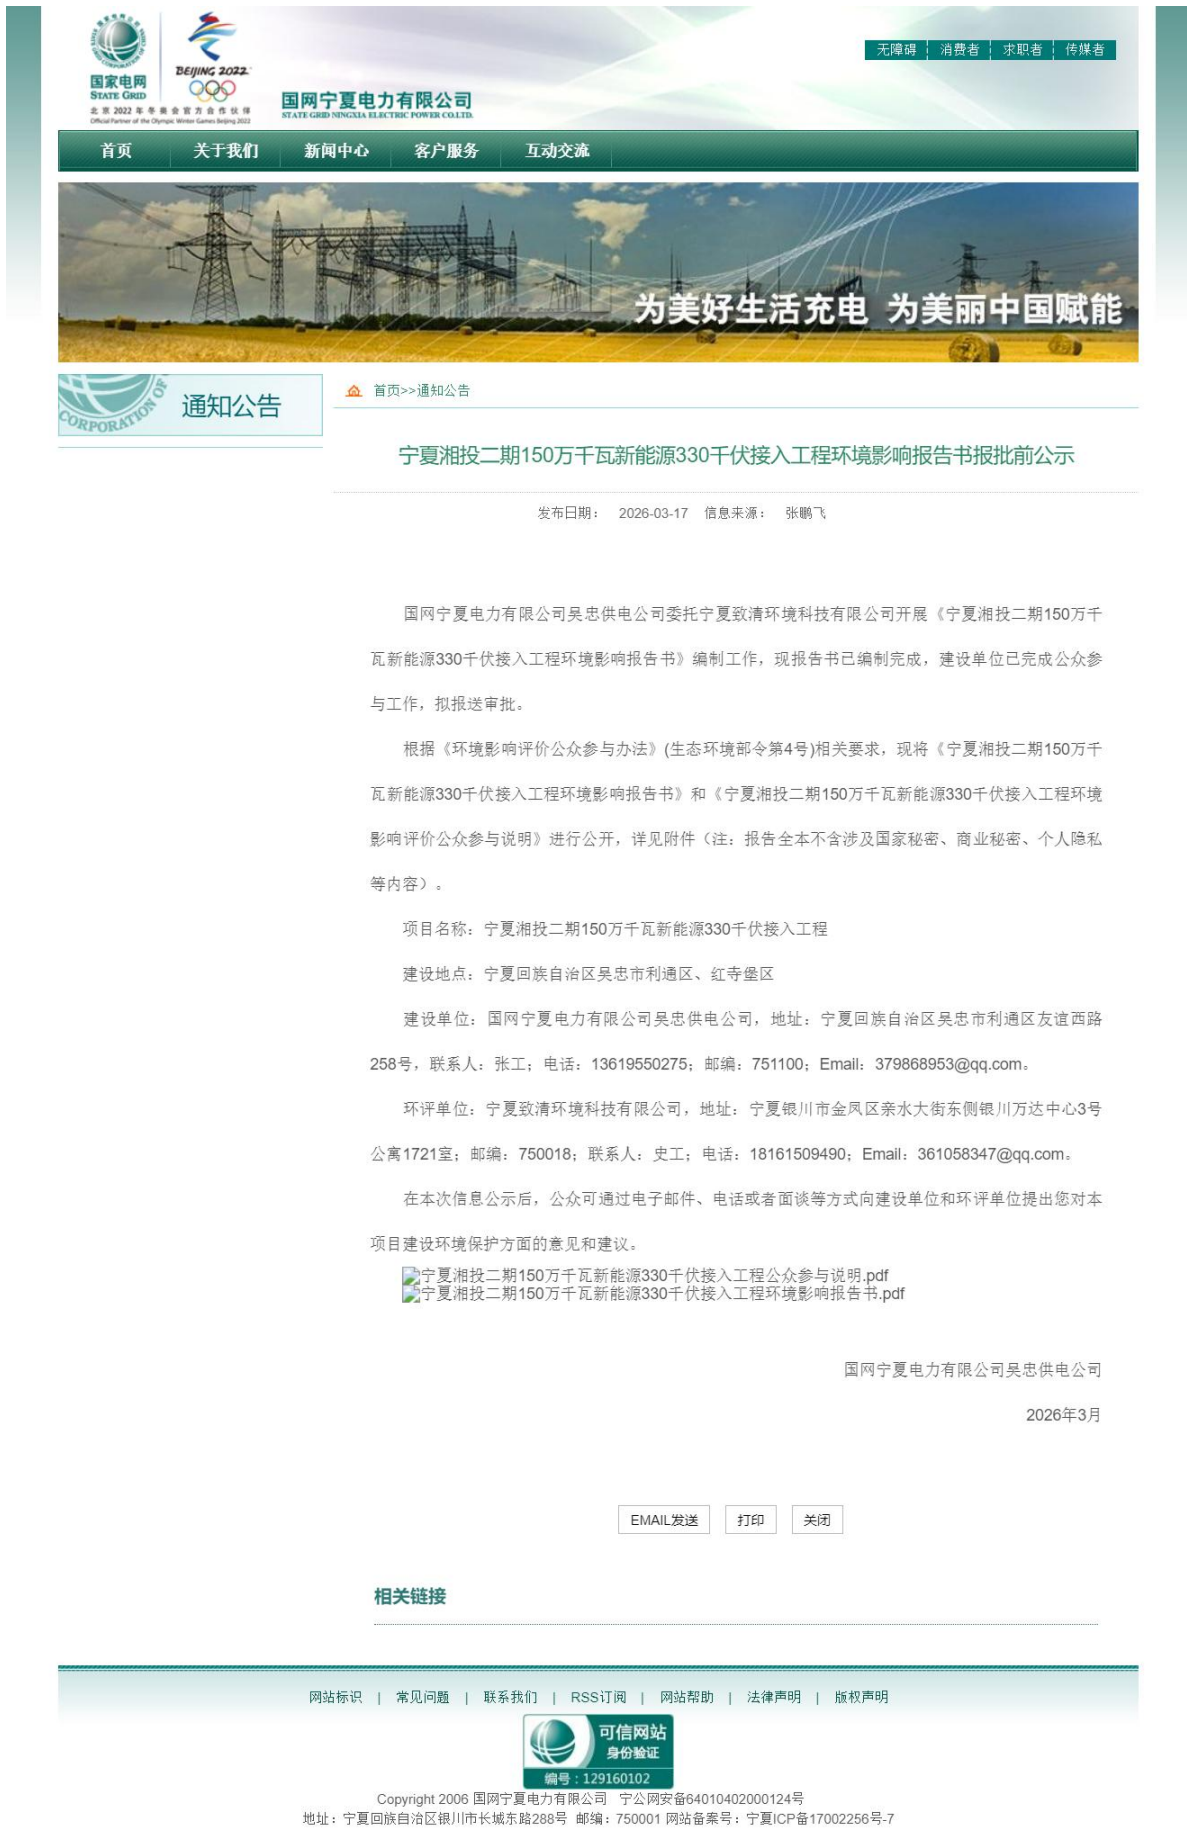 国家电网
STATE GRID
BEIJING 2022
北京2022年冬奥会官方合作伙伴
Official Partner of the Olympic Winter Games Beijing 2022
国网宁夏电力有限公司
STATE GRID NINGXIA ELECTRIC POWER CO.LTD.
无障碍 消费者 求职者 传媒者
首页 关于我们 新闻中心 客户服务 互动交流
为美好生活充电 为美丽中国赋能
CORPORATION OF
通知公告
首页>>通知公告
宁夏湘投二期150万千瓦新能源330千伏接入工程环境影响报告书报批前公示
发布日期： 2026-03-17 信息来源： 张鹏飞
国网宁夏电力有限公司吴忠供电公司委托宁夏致清环境科技有限公司开展《宁夏湘投二期150万千
瓦新能源330千伏接入工程环境影响报告书》编制工作，现报告书已编制完成，建设单位已完成公众参
与工作，拟报送审批。
根据《环境影响评价公众参与办法》(生态环境部令第4号)相关要求，现将《宁夏湘投二期150万千
瓦新能源330千伏接入工程环境影响报告书》和《宁夏湘投二期150万千瓦新能源330千伏接入工程环境
影响评价公众参与说明》进行公开，详见附件（注：报告全本不含涉及国家秘密、商业秘密、个人隐私
等内容）。
项目名称：宁夏湘投二期150万千瓦新能源330千伏接入工程
建设地点：宁夏回族自治区吴忠市利通区、红寺堡区
建设单位：国网宁夏电力有限公司吴忠供电公司，地址：宁夏回族自治区吴忠市利通区友谊西路
258号，联系人：张工；电话：13619550275；邮编：751100；Email：379868953@qq.com。
环评单位：宁夏致清环境科技有限公司，地址：宁夏银川市金凤区亲水大街东侧银川万达中心3号
公寓1721室；邮编：750018；联系人：史工；电话：18161509490；Email：361058347@qq.com。
在本次信息公示后，公众可通过电子邮件、电话或者面谈等方式向建设单位和环评单位提出您对本
项目建设环境保护方面的意见和建议。
宁夏湘投二期150万千瓦新能源330千伏接入工程公众参与说明.pdf
宁夏湘投二期150万千瓦新能源330千伏接入工程环境影响报告书.pdf
国网宁夏电力有限公司吴忠供电公司
2026年3月
EMAIL发送 打印 关闭
相关链接
网站标识 | 常见问题 | 联系我们 | RSS订阅 | 网站帮助 | 法律声明 | 版权声明
可信网站
身份验证
编号：129160102
Copyright 2006 国网宁夏电力有限公司 宁公网安备64010402000124号
地址：宁夏回族自治区银川市长城东路288号 邮编：750001 网站备案号：宁夏ICP备17002256号-7